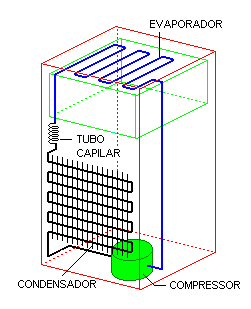 EVAPORADOR
TUBO
CAPILAR
CONDENSADOR
COMPRESSOR